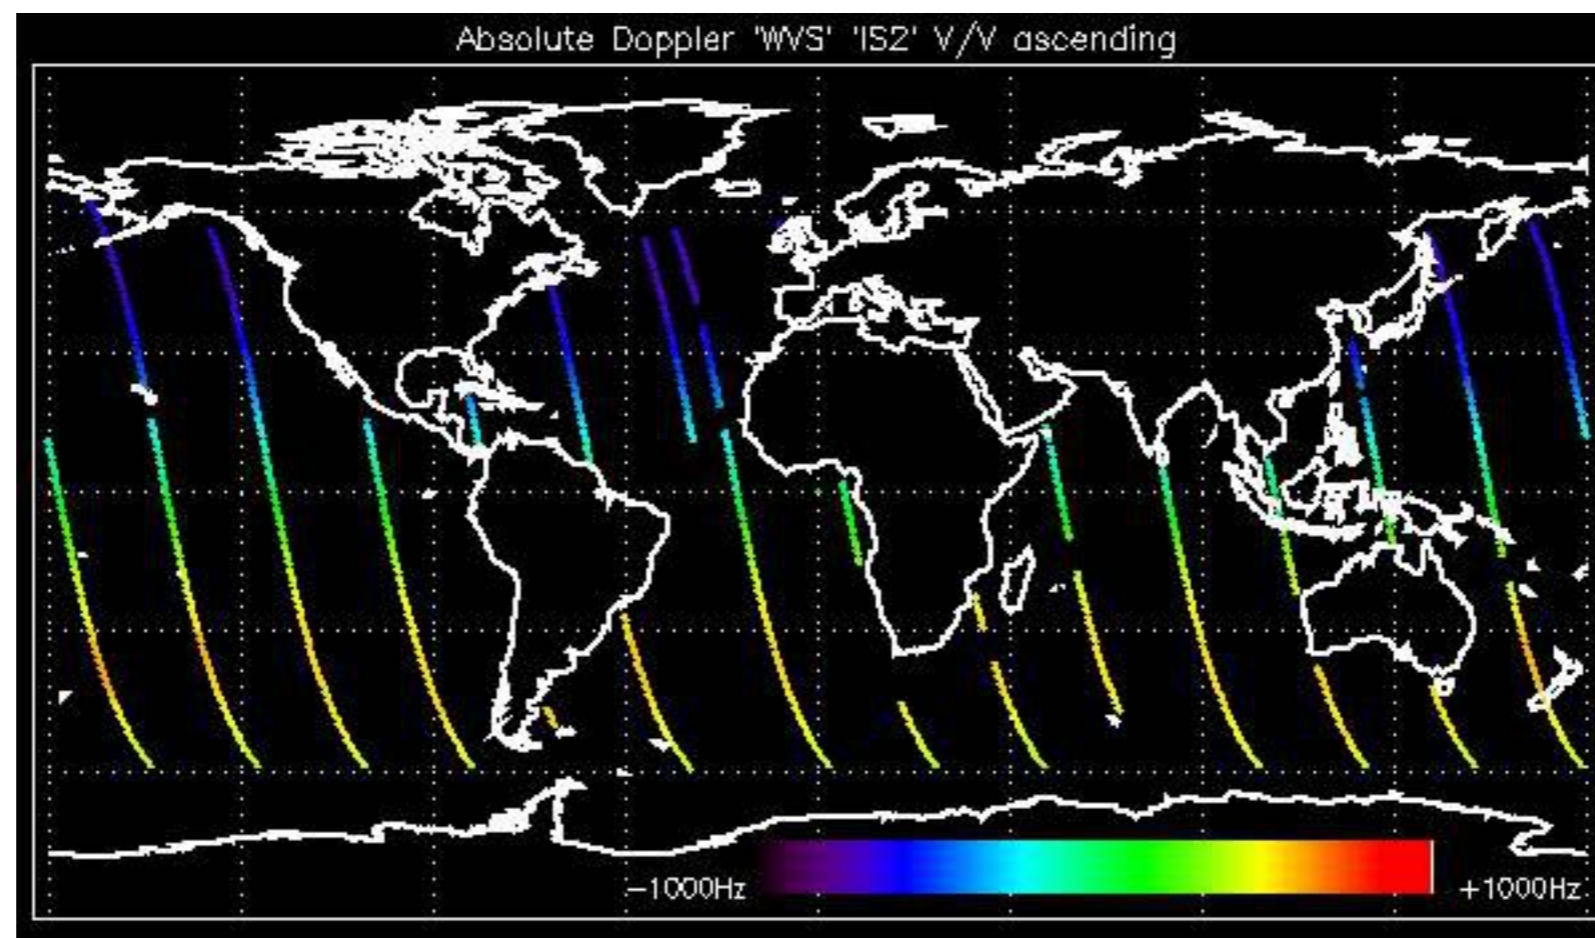 Absolute Doppler 'WVS' 'IS2' V/V ascending
−1000Hz
+1000Hz